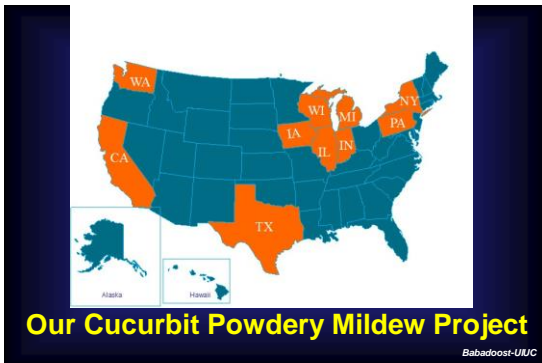 WA
WI
MI
NY
IA
PA
IL
IN
CA
TX
Alaska
Hawaii
Our Cucurbit Powdery Mildew Project
Babadoost-UIUC